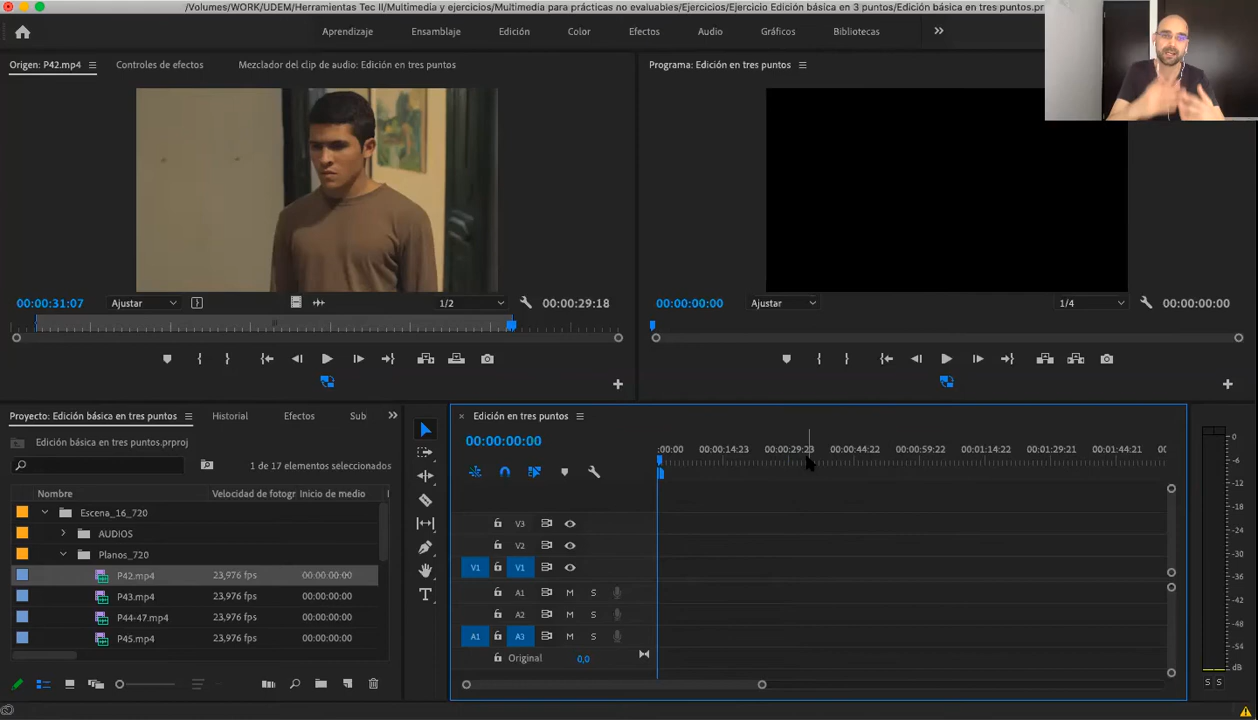 /Volumes/WORK/UDEM/Herramientas Tec II/Multimedia y ejercicios/Multimedia para prácticas no evaluables/Ejercicios/Ejercicio Edición básica en 3 puntos/Edición básica en tres puntos.pr
Aprendizaje Ensamblaje Edición Color Efectos Audio Gráficos Bibliotecas
Origen: P42.mp4 Controles de efectos Mezclador del clip de audio: Edición en tres puntos
Programa: Edición en tres puntos
00:00:31:07 Ajustar 1/2 00:00:29:18
00:00:00:00 Ajustar 1/4 00:00:00:00
Proyecto: Edición básica en tres puntos Historial Efectos Sub
Edición básica en tres puntos.prproj
1 de 17 elementos seleccionados
Nombre Velocidad de fotogr Inicio de medio
Escena_16_720
AUDIOS
Planos_720
P42.mp4 23,976 fps 00:00:00:00
P43.mp4 23,976 fps 00:00:00:00
P44-47.mp4 23,976 fps 00:00:00:00
P45.mp4 23,976 fps 00:00:00:00
Edición en tres puntos
00:00:00:00
:00:00 00:00:14:23 00:00:29:23 00:00:44:22 00:00:59:22 00:01:14:22 00:01:29:21 00:01:44:21 00
V3
V2
V1 V1
A1 M S
A2 M S
A1 A3 M S
Original 0,0
0
-6
-12
-18
-24
-30
-36
-42
-48
-54
dB
S S